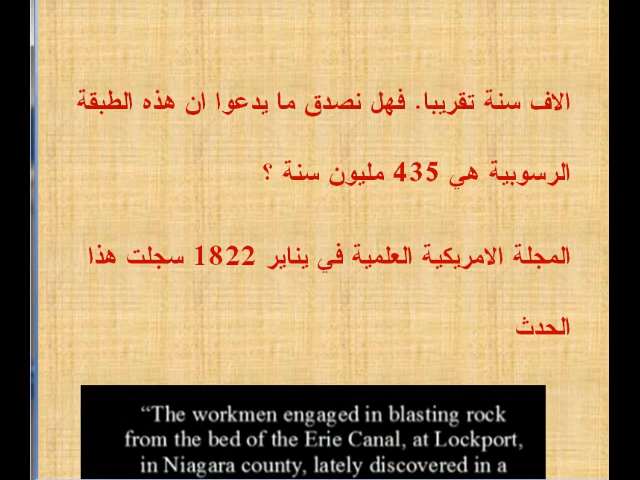 الاف سنة تقريبا. فهل نصدق ما يدعوا ان هذه الطبقة
الرسوبية هي 435 مليون سنة ؟
المجلة الامريكية العلمية في يناير 1822 سجلت هذا
الحدث
“The workmen engaged in blasting rock
from the bed of the Erie Canal, at Lockport,
in Niagara county, lately discovered in a